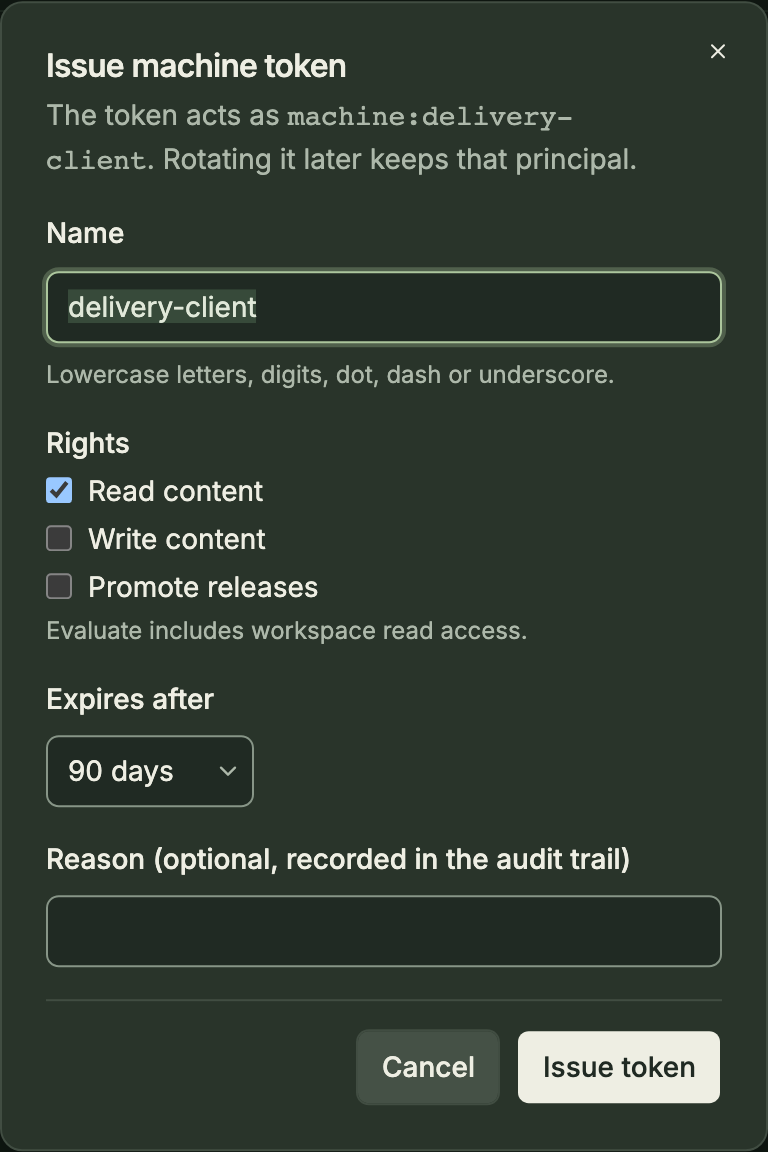 Issue machine token
The token acts as machine:delivery-
client. Rotating it later keeps that principal.
Name
delivery-client
Lowercase letters, digits, dot, dash or underscore.
Rights
Read content
Write content
Promote releases
Evaluate includes workspace read access.
Expires after
90 days
Reason (optional, recorded in the audit trail)
Cancel
Issue token